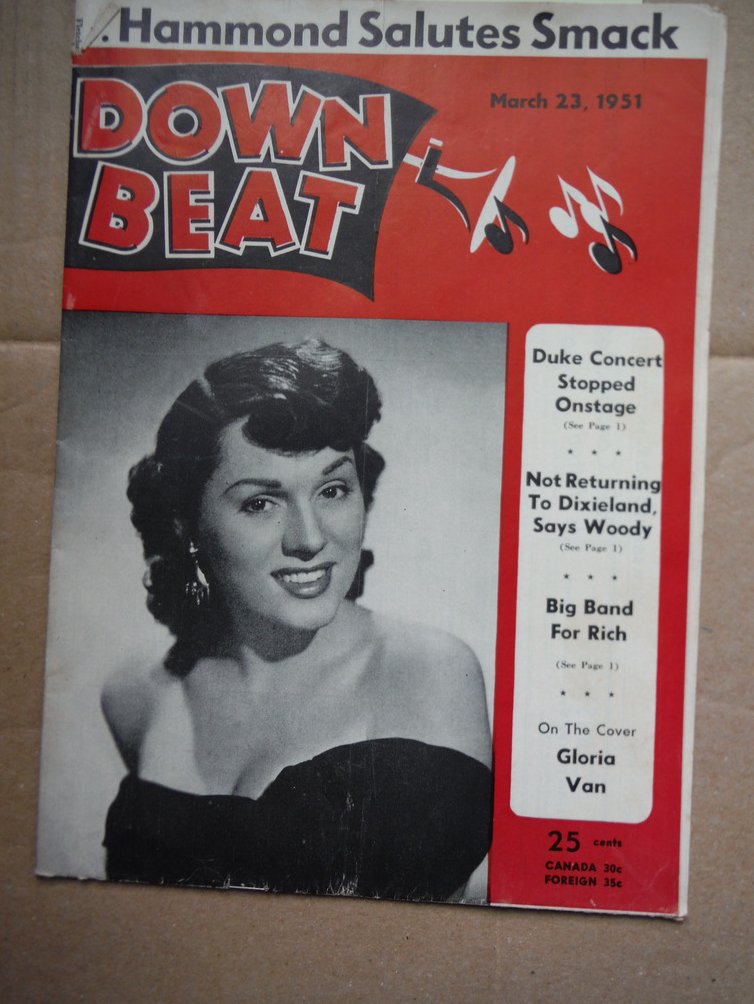 . Hammond Salutes Smack
DOWN
BEAT
March 23, 1951
Duke Concert
Stopped
Onstage
(See Page 1)
* * *
Not Returning
To Dixieland,
Says Woody
(See Page 1)
* * *
Big Band
For Rich
(See Page 1)
* * *
On The Cover
Gloria
Van
25 cents
CANADA 30c
FOREIGN 35c